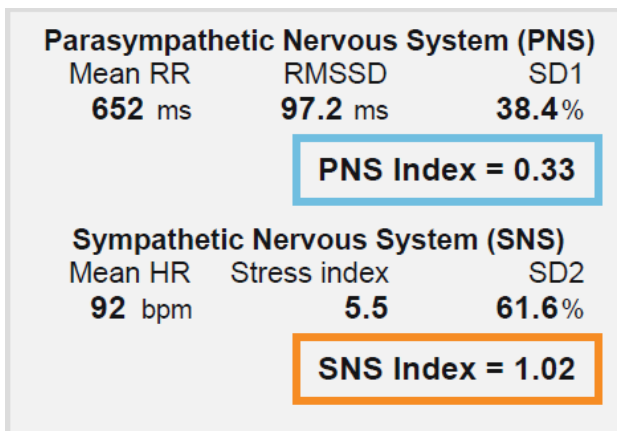 Parasympathetic Nervous System (PNS)
Mean RR RMSSD SD1
652 ms 97.2 ms 38.4%
PNS Index = 0.33
Sympathetic Nervous System (SNS)
Mean HR Stress index SD2
92 bpm 5.5 61.6%
SNS Index = 1.02